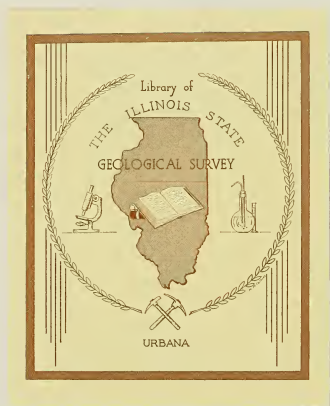 Library of
THE ILLINOIS STATE
GEOLOGICAL SURVEY
URBANA